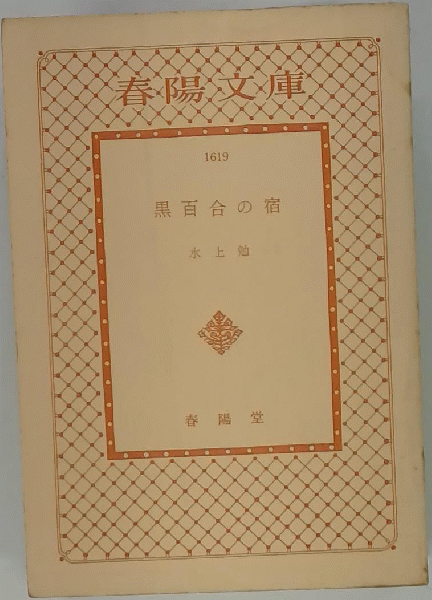 春陽文庫
1619
黒百合の宿
水上勉
春陽堂